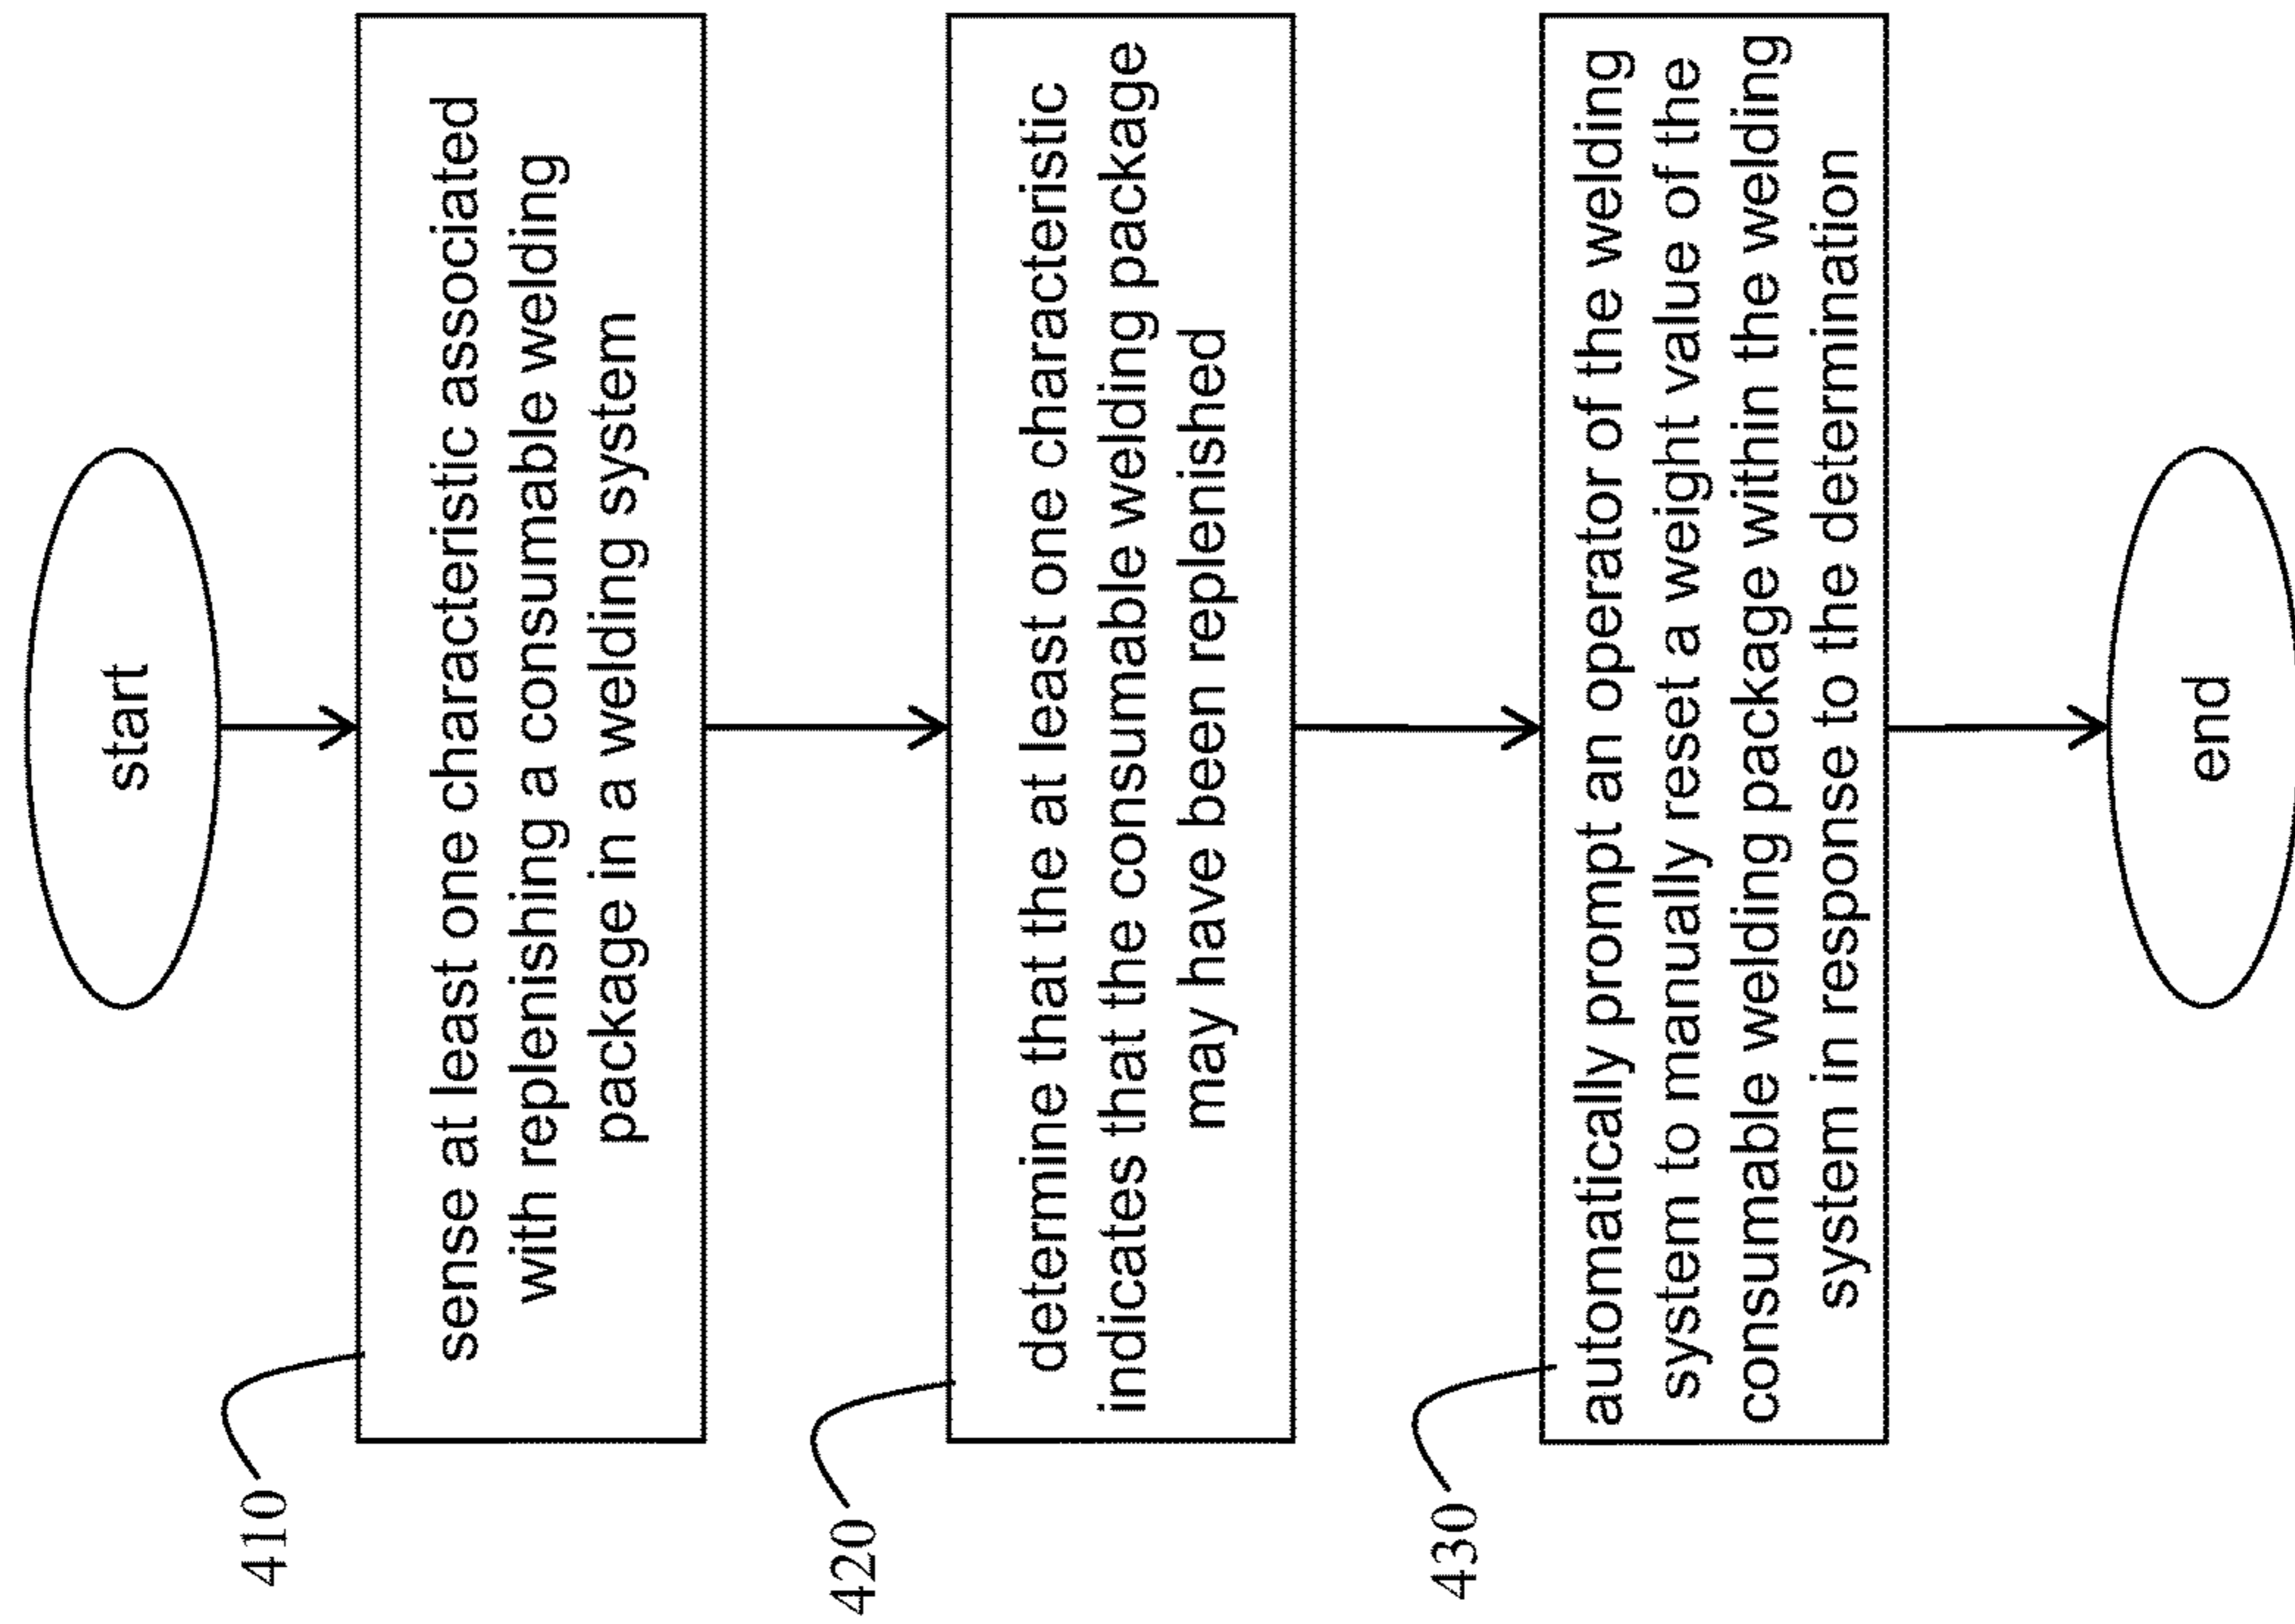 start
410
sense at least one characteristic associated
with replenishing a consumable welding
package in a welding system
420
determine that the at least one characteristic
indicates that the consumable welding package
may have been replenished
430
automatically prompt an operator of the welding
system to manually reset a weight value of the
consumable welding package within the welding
system in response to the determination
end